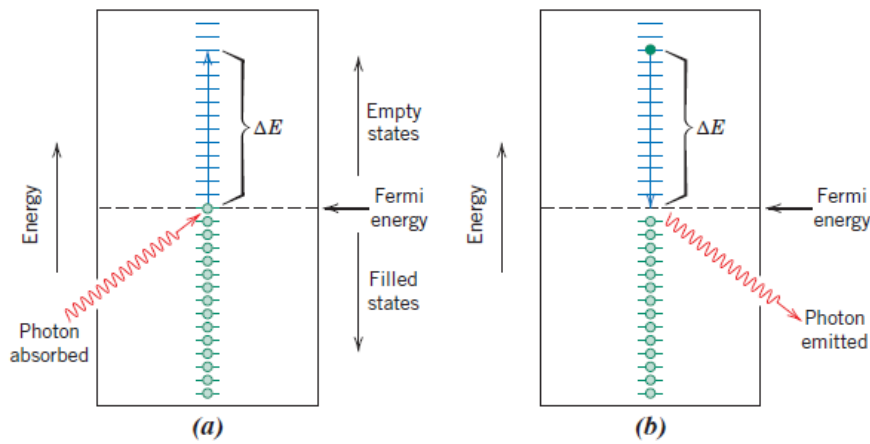 Energy
Photon
absorbed
ΔE
Empty
states
Fermi
energy
Filled
states
(a)
Energy
ΔE
Fermi
energy
Photon
emitted
(b)